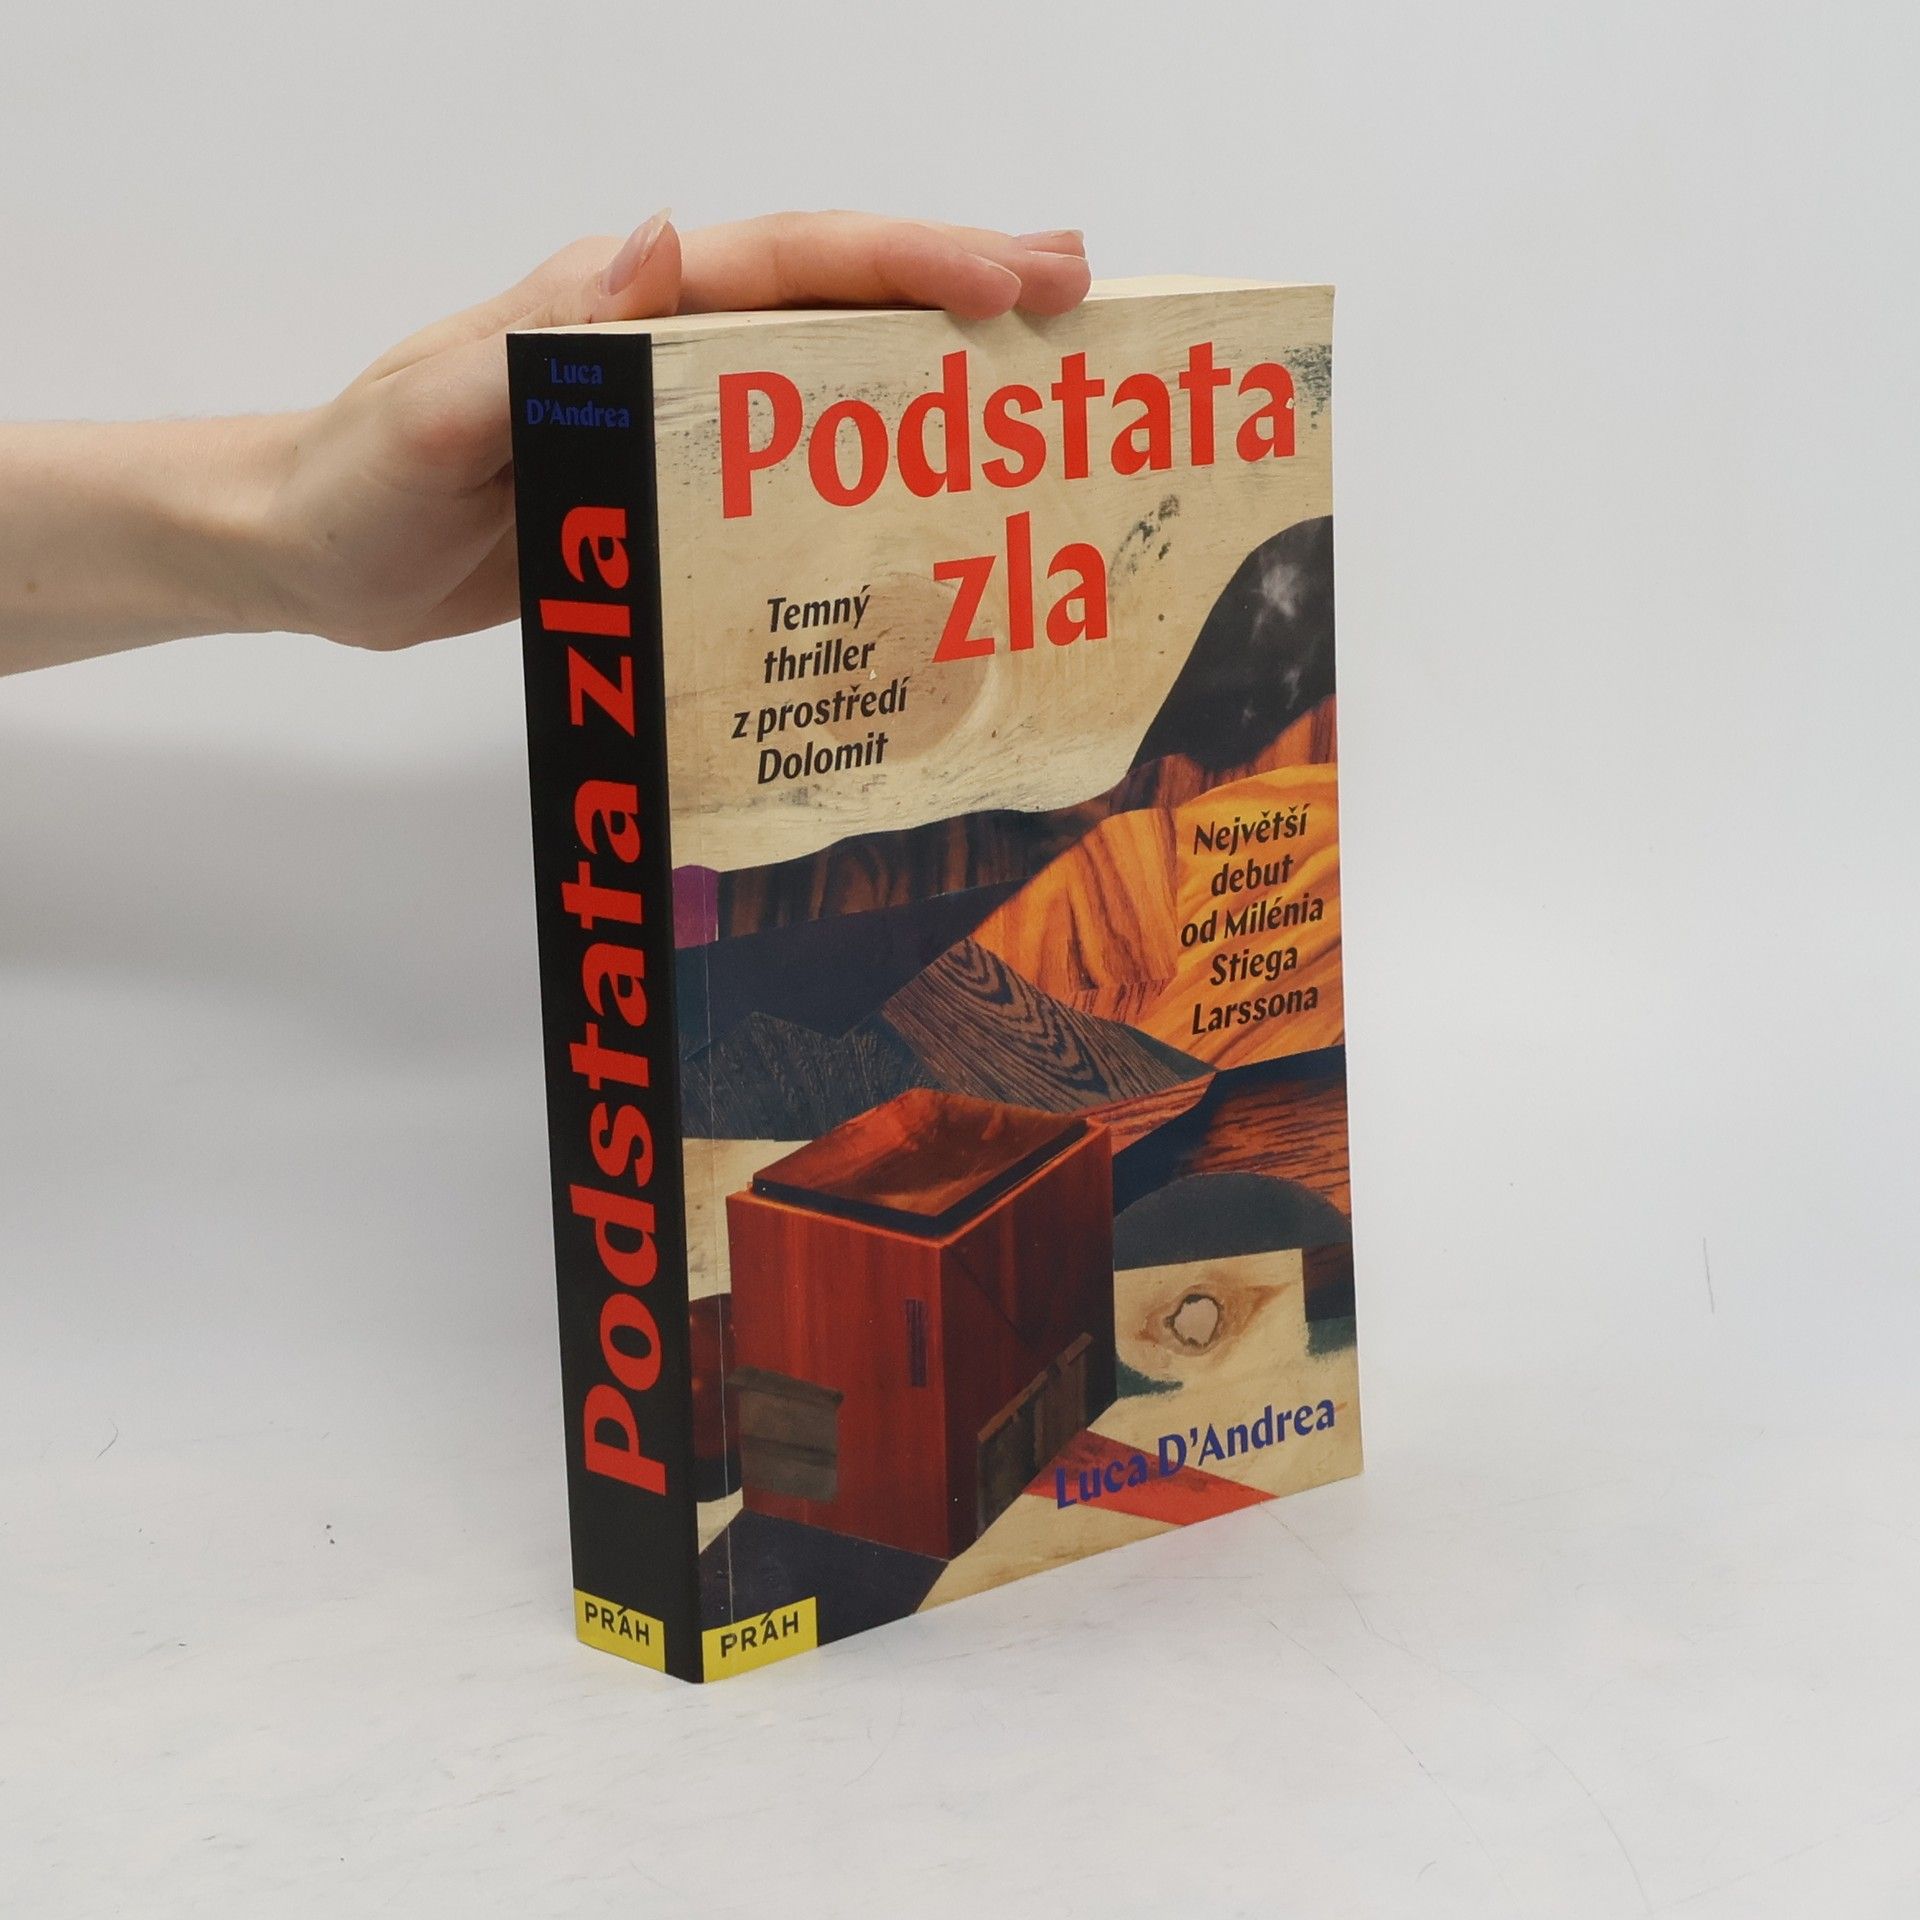 Luca
D'Andrea
Podstata zla
PRÁH
Podstata
zla
Temný
thriller
z prostředí
Dolomit
Největší
debut
od Milénia
Stiega
Larssona
Luca D'Andrea
PRÁH